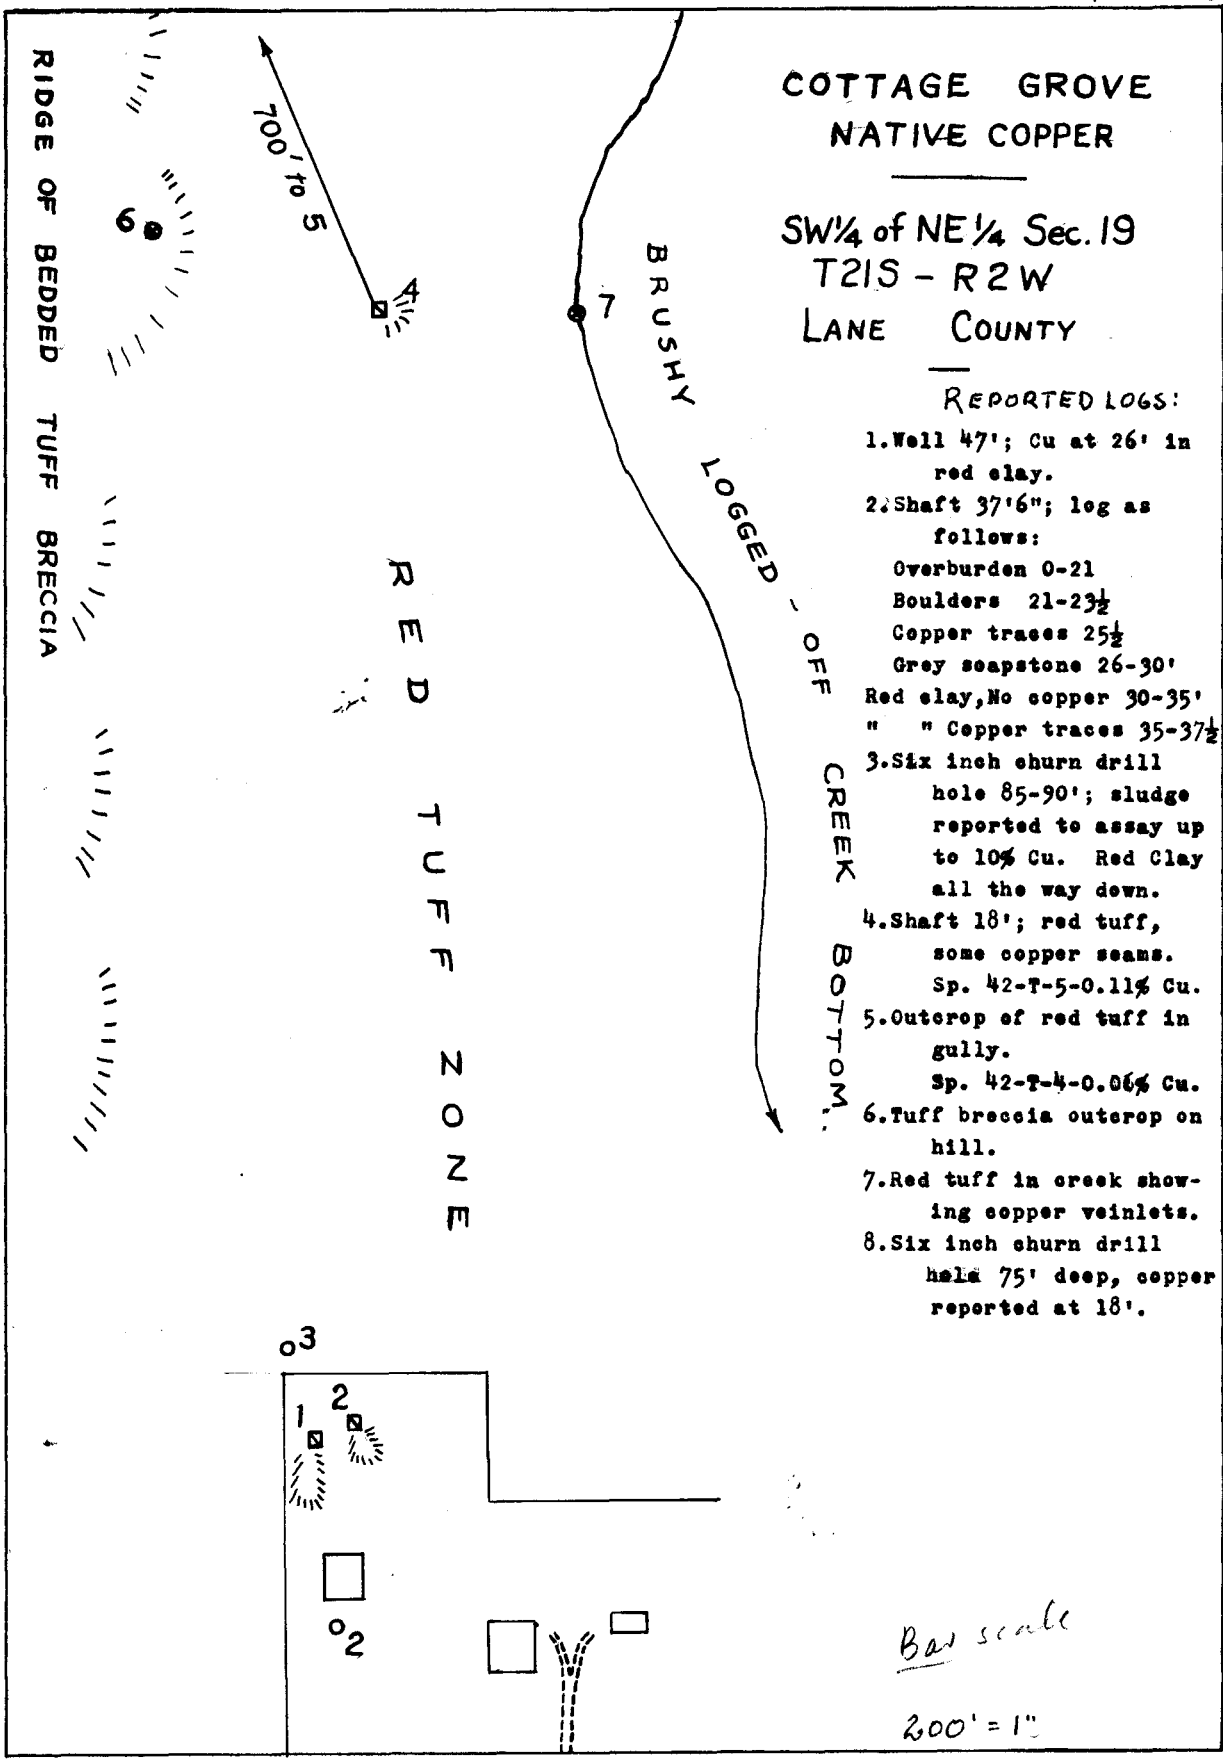 COTTAGE GROVE
NATIVE COPPER
SW¼ of NE¼ Sec. 19
T21S - R2W
LANE COUNTY
REPORTED LOGS:
1.Well 47'; Cu at 26' in
red clay.
2.Shaft 37'6"; log as
follows:
Overburden 0-21
Boulders 21-23½
Copper traces 25½
Grey soapstone 26-30'
Red clay,No copper 30-35'
" " Copper traces 35-37½
3.Six inch churn drill
hole 85-90'; sludge
reported to assay up
to 10% Cu. Red Clay
all the way down.
4.Shaft 18'; red tuff,
some copper seams.
Sp. 42-T-5-0.11% Cu.
5.Outcrop of red tuff in
gully.
Sp. 42-T-4-0.06% Cu.
6.Tuff breccia outcrop on
hill.
7.Red tuff in creek show-
ing copper veinlets.
8.Six inch churn drill
hole 75' deep, copper
reported at 18'.
RIDGE OF BEDDED TUFF BRECCIA
700' to 5
6
4
7
BRUSHY LOGGED-OFF CREEK BOTTOM.
RED TUFF ZONE
3
1
2
2
Bar scale
200' = 1"